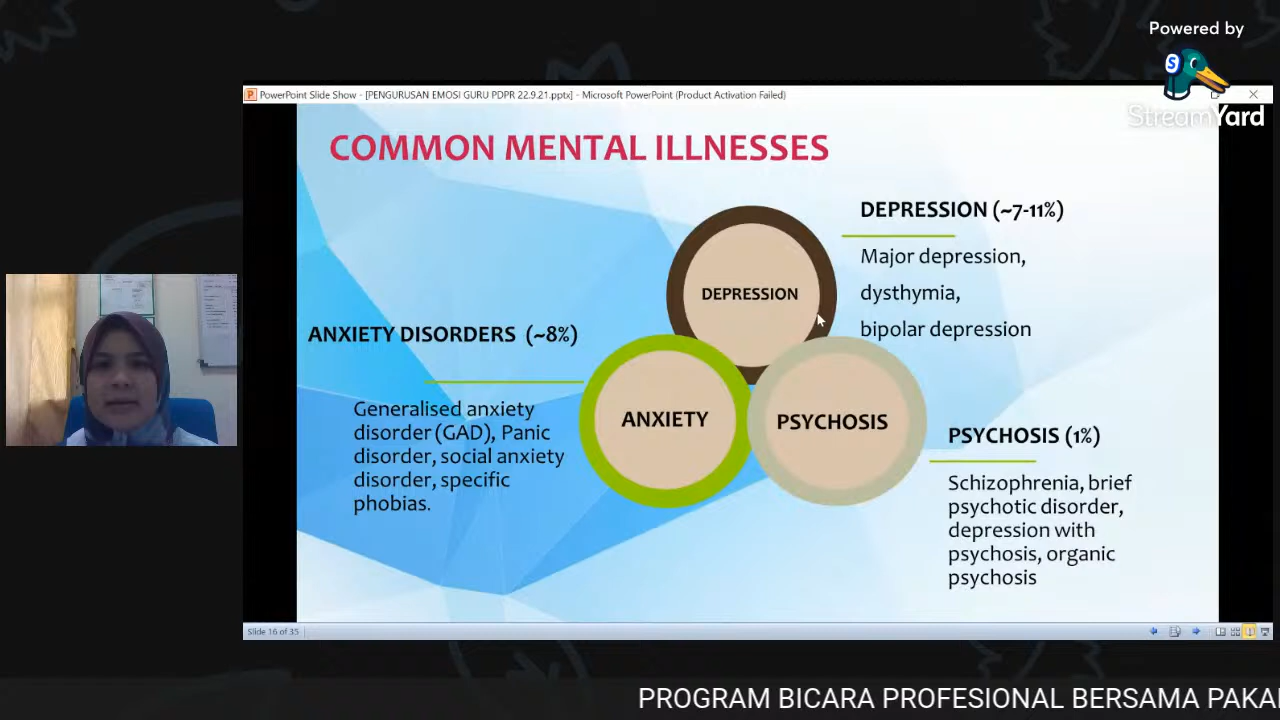 Powered by
StreamYard
PowerPoint Slide Show - [PENGURUSAN EMOSI GURU PDPR 22.9.21.pptx] - Microsoft PowerPoint (Product Activation Failed)
COMMON MENTAL ILLNESSES
DEPRESSION (~7-11%)
Major depression,
dysthymia,
bipolar depression
DEPRESSION
ANXIETY DISORDERS (~8%)
Generalised anxiety
disorder (GAD), Panic
disorder, social anxiety
disorder, specific
phobias.
ANXIETY
PSYCHOSIS
PSYCHOSIS (1%)
Schizophrenia, brief
psychotic disorder,
depression with
psychosis, organic
psychosis
Slide 16 of 35
PROGRAM BICARA PROFESIONAL BERSAMA PAKA